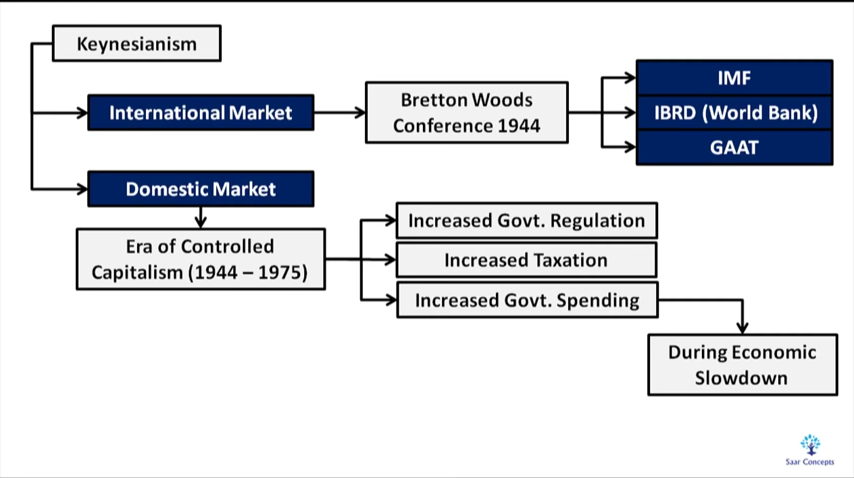 Keynesianism
International Market
Bretton Woods
Conference 1944
IMF
IBRD (World Bank)
GAAT
Domestic Market
Era of Controlled
Capitalism (1944 – 1975)
Increased Govt. Regulation
Increased Taxation
Increased Govt. Spending
During Economic
Slowdown
Saar Concepts